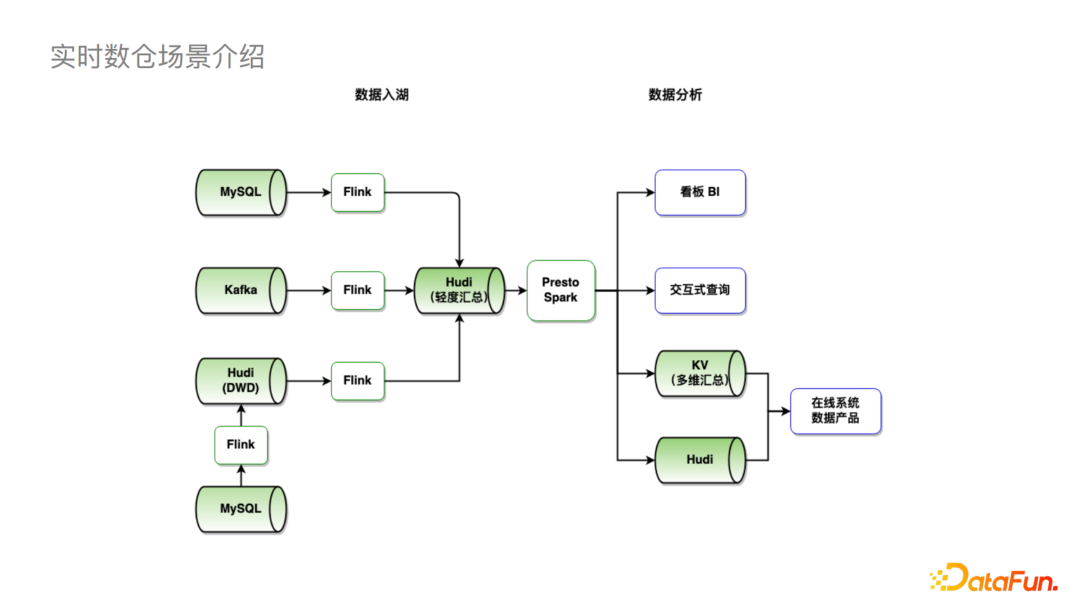 实时数仓场景介绍
数据入湖
数据分析
MySQL
Flink
看板 BI
Kafka
Flink
Hudi
(轻度汇总)
Presto
Spark
交互式查询
Hudi
(DWD)
Flink
KV
(多维汇总)
在线系统
数据产品
Flink
Hudi
MySQL
DataFun.